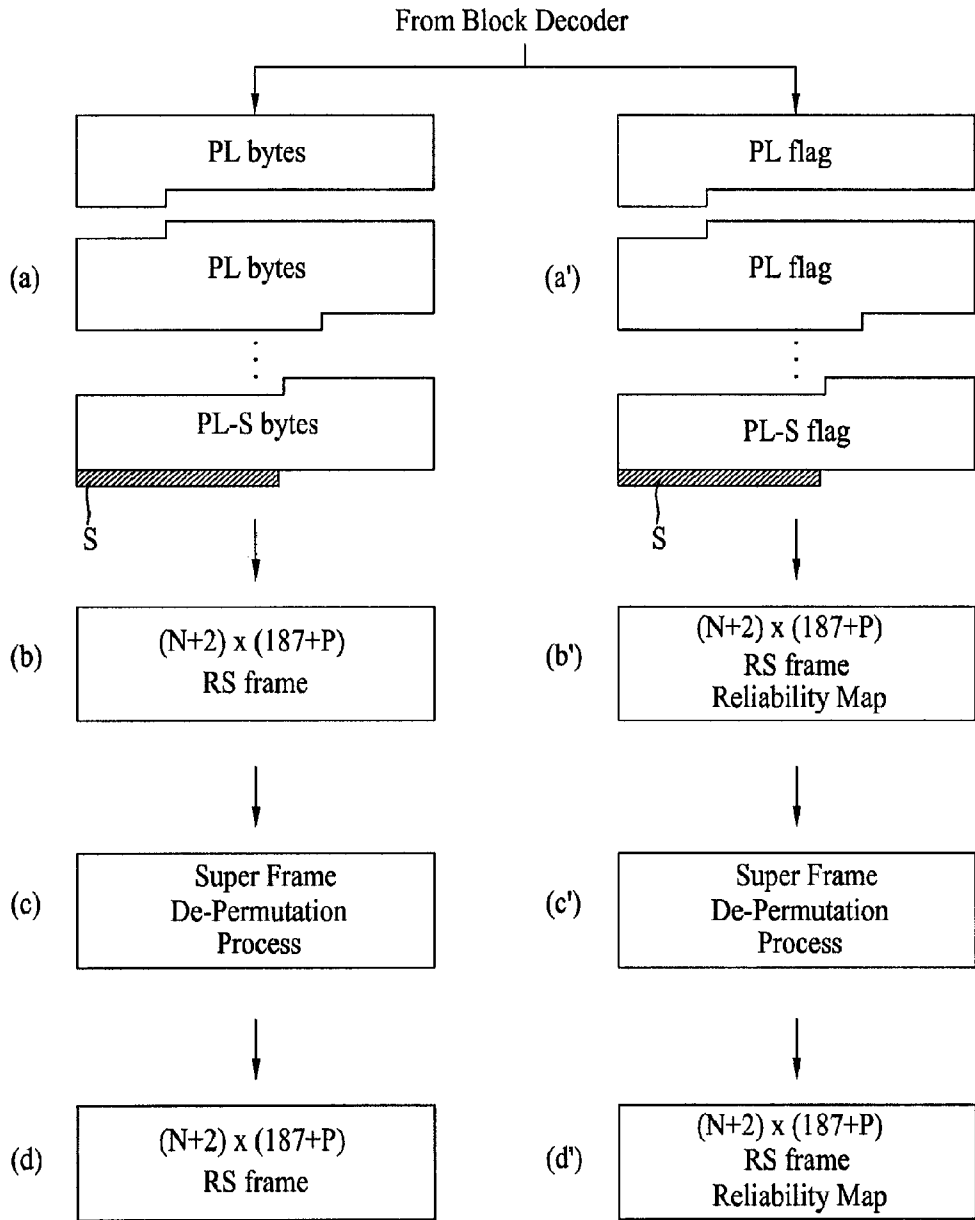 From Block Decoder
PL bytes
PL flag
(a)
PL bytes
(a')
PL flag
PL-S bytes
PL-S flag
S
S
(b)
(N+2) x (187+P)
RS frame
(b')
(N+2) x (187+P)
RS frame
Reliability Map
(c)
Super Frame
De-Permutation
Process
(c')
Super Frame
De-Permutation
Process
(d)
(N+2) x (187+P)
RS frame
(d')
(N+2) x (187+P)
RS frame
Reliability Map